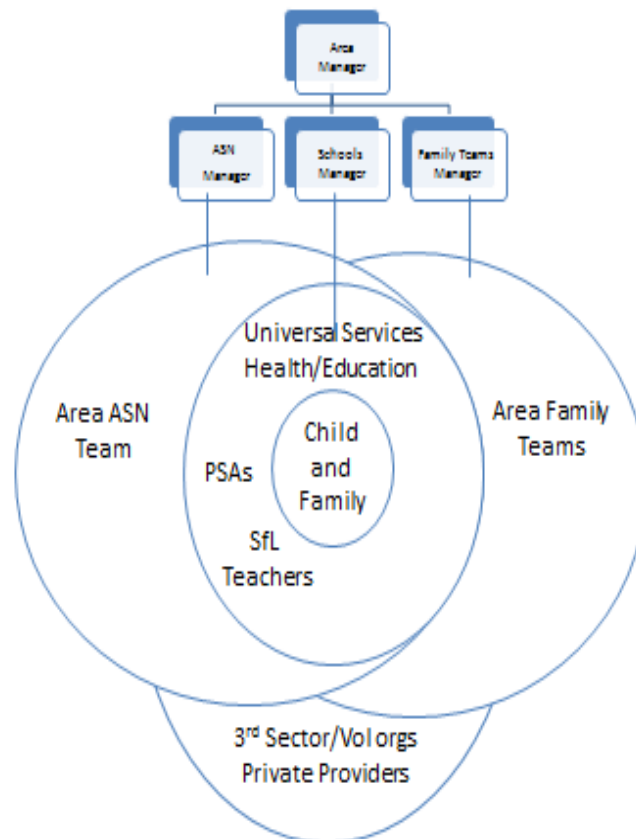 Area
Manager
ASN
Manager
Schools
Manager
Family Teams
Manager
Universal Services
Health/Education
Area ASN
Team
Area Family
Teams
Child
and
Family
PSAs
SfL
Teachers
3rd Sector/Vol orgs
Private Providers